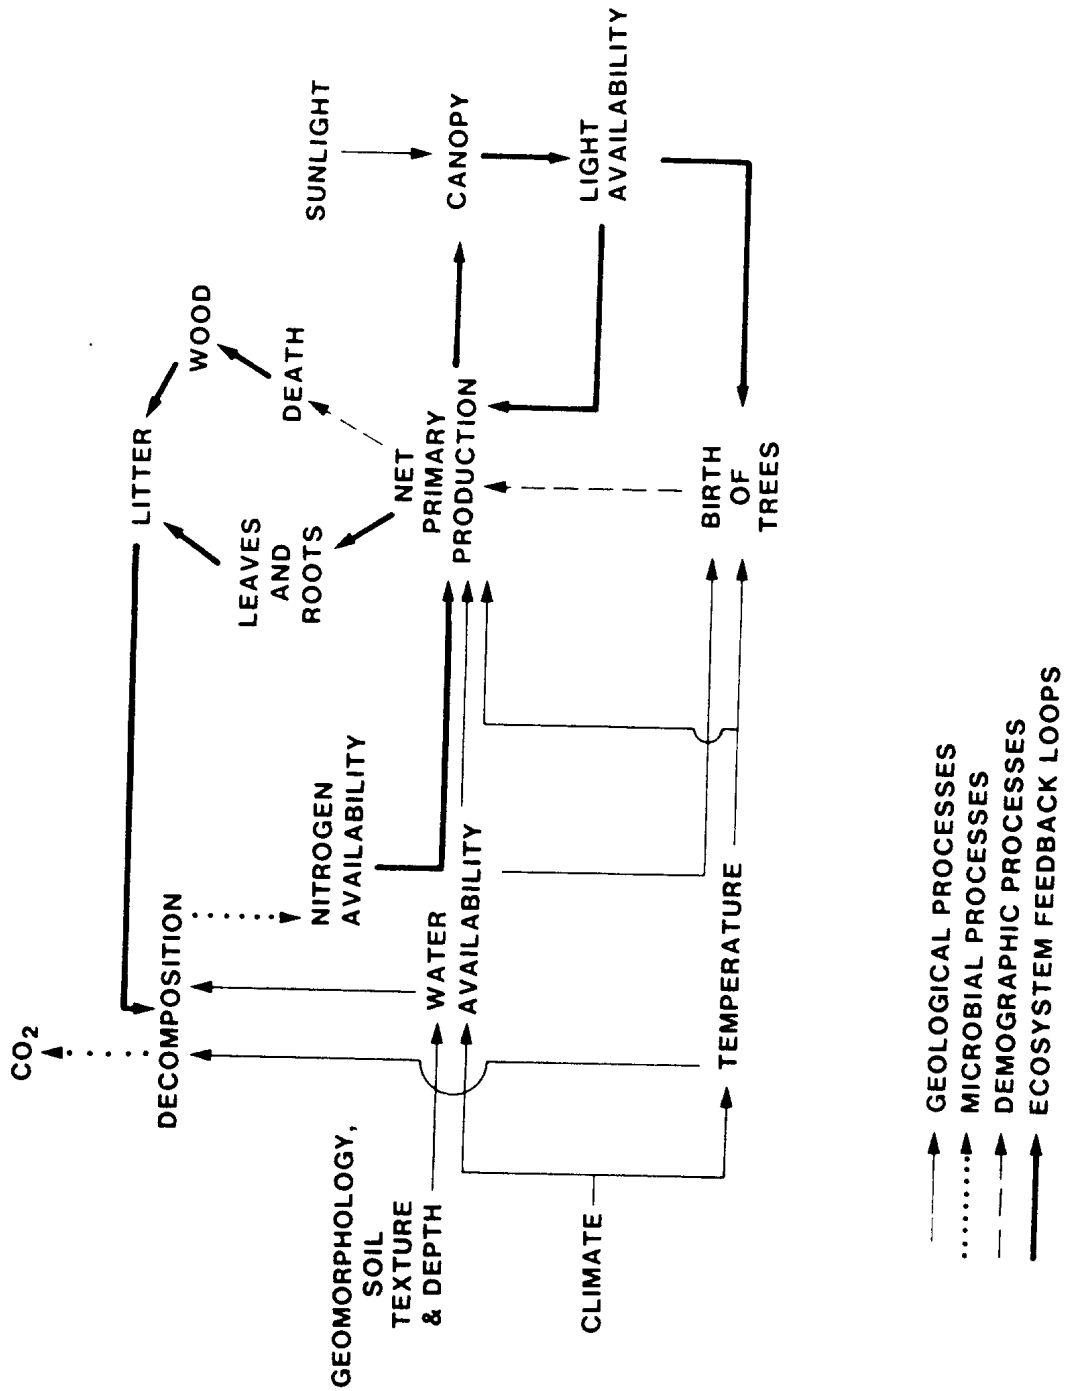 CO2
DECOMPOSITION
LITTER
WOOD
DEATH
LEAVES
AND
ROOTS
SUNLIGHT
NITROGEN
AVAILABILITY
GEOMORPHOLOGY,
SOIL
TEXTURE
& DEPTH
WATER
AVAILABILITY
NET
PRIMARY
PRODUCTION
CANOPY
LIGHT
AVAILABILITY
CLIMATE
TEMPERATURE
BIRTH
OF
TREES
GEOLOGICAL PROCESSES
MICROBIAL PROCESSES
DEMOGRAPHIC PROCESSES
ECOSYSTEM FEEDBACK LOOPS